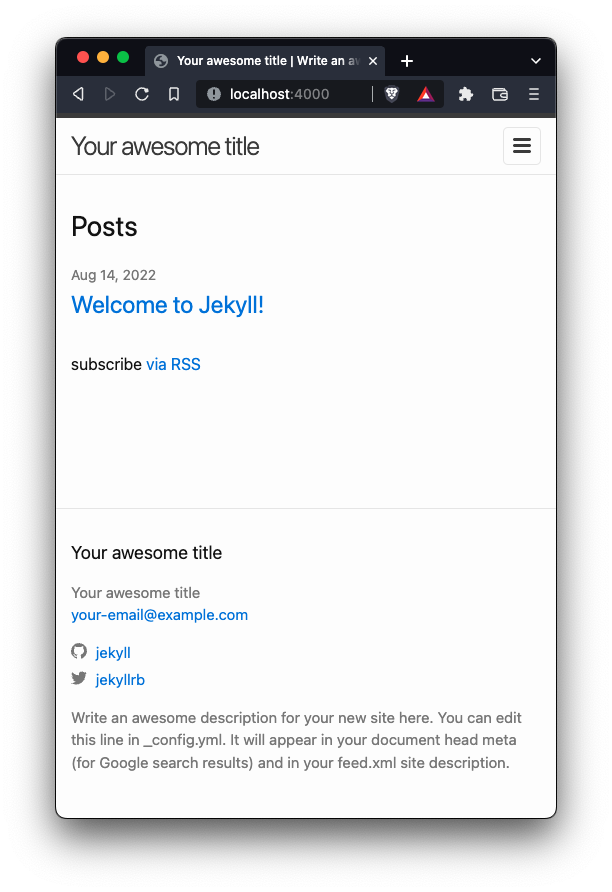 Your awesome title | Write an aw
localhost:4000
Your awesome title
Posts
Aug 14, 2022
Welcome to Jekyll!
subscribe via RSS
Your awesome title
Your awesome title
your-email@example.com
jekyll
jekyllrb
Write an awesome description for your new site here. You can edit
this line in _config.yml. It will appear in your document head meta
(for Google search results) and in your feed.xml site description.